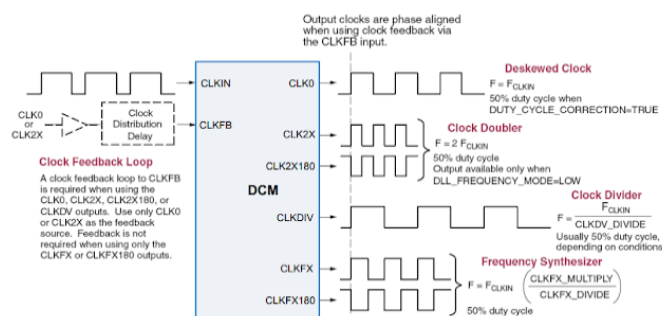 Output clocks are phase aligned
when using clock feedback via
the CLKFB input.
CLKIN
CLK0
Deskewed Clock
F = FCLKIN
50% duty cycle when
DUTY_CYCLE_CORRECTION=TRUE
CLK0
or
CLK2X
Clock
Distribution
Delay
CLKFB
CLK2X
CLK2X180
Clock Doubler
F = 2 FCLKIN
50% duty cycle
Output available only when
DLL_FREQUENCY_MODE=LOW
Clock Feedback Loop
A clock feedback loop to CLKFB
is required when using the
CLK0, CLK2X, CLK2X180, or
CLKDV outputs. Use only CLK0
or CLK2X as the feedback
source. Feedback is not
required when using only the
CLKFX or CLKFX180 outputs.
DCM
CLKDIV
Clock Divider
F = FCLKIN
CLKDV_DIVIDE
Usually 50% duty cycle,
depending on conditions
CLKFX
CLKFX180
Frequency Synthesizer
F = FCLKIN (CLKFX_MULTIPLY
CLKFX_DIVIDE)
50% duty cycle